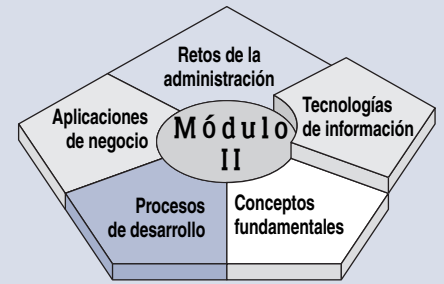 Retos de la
administración
Tecnologías
de información
Aplicaciones
de negocio
Módulo
II
Procesos
de desarrollo
Conceptos
fundamentales